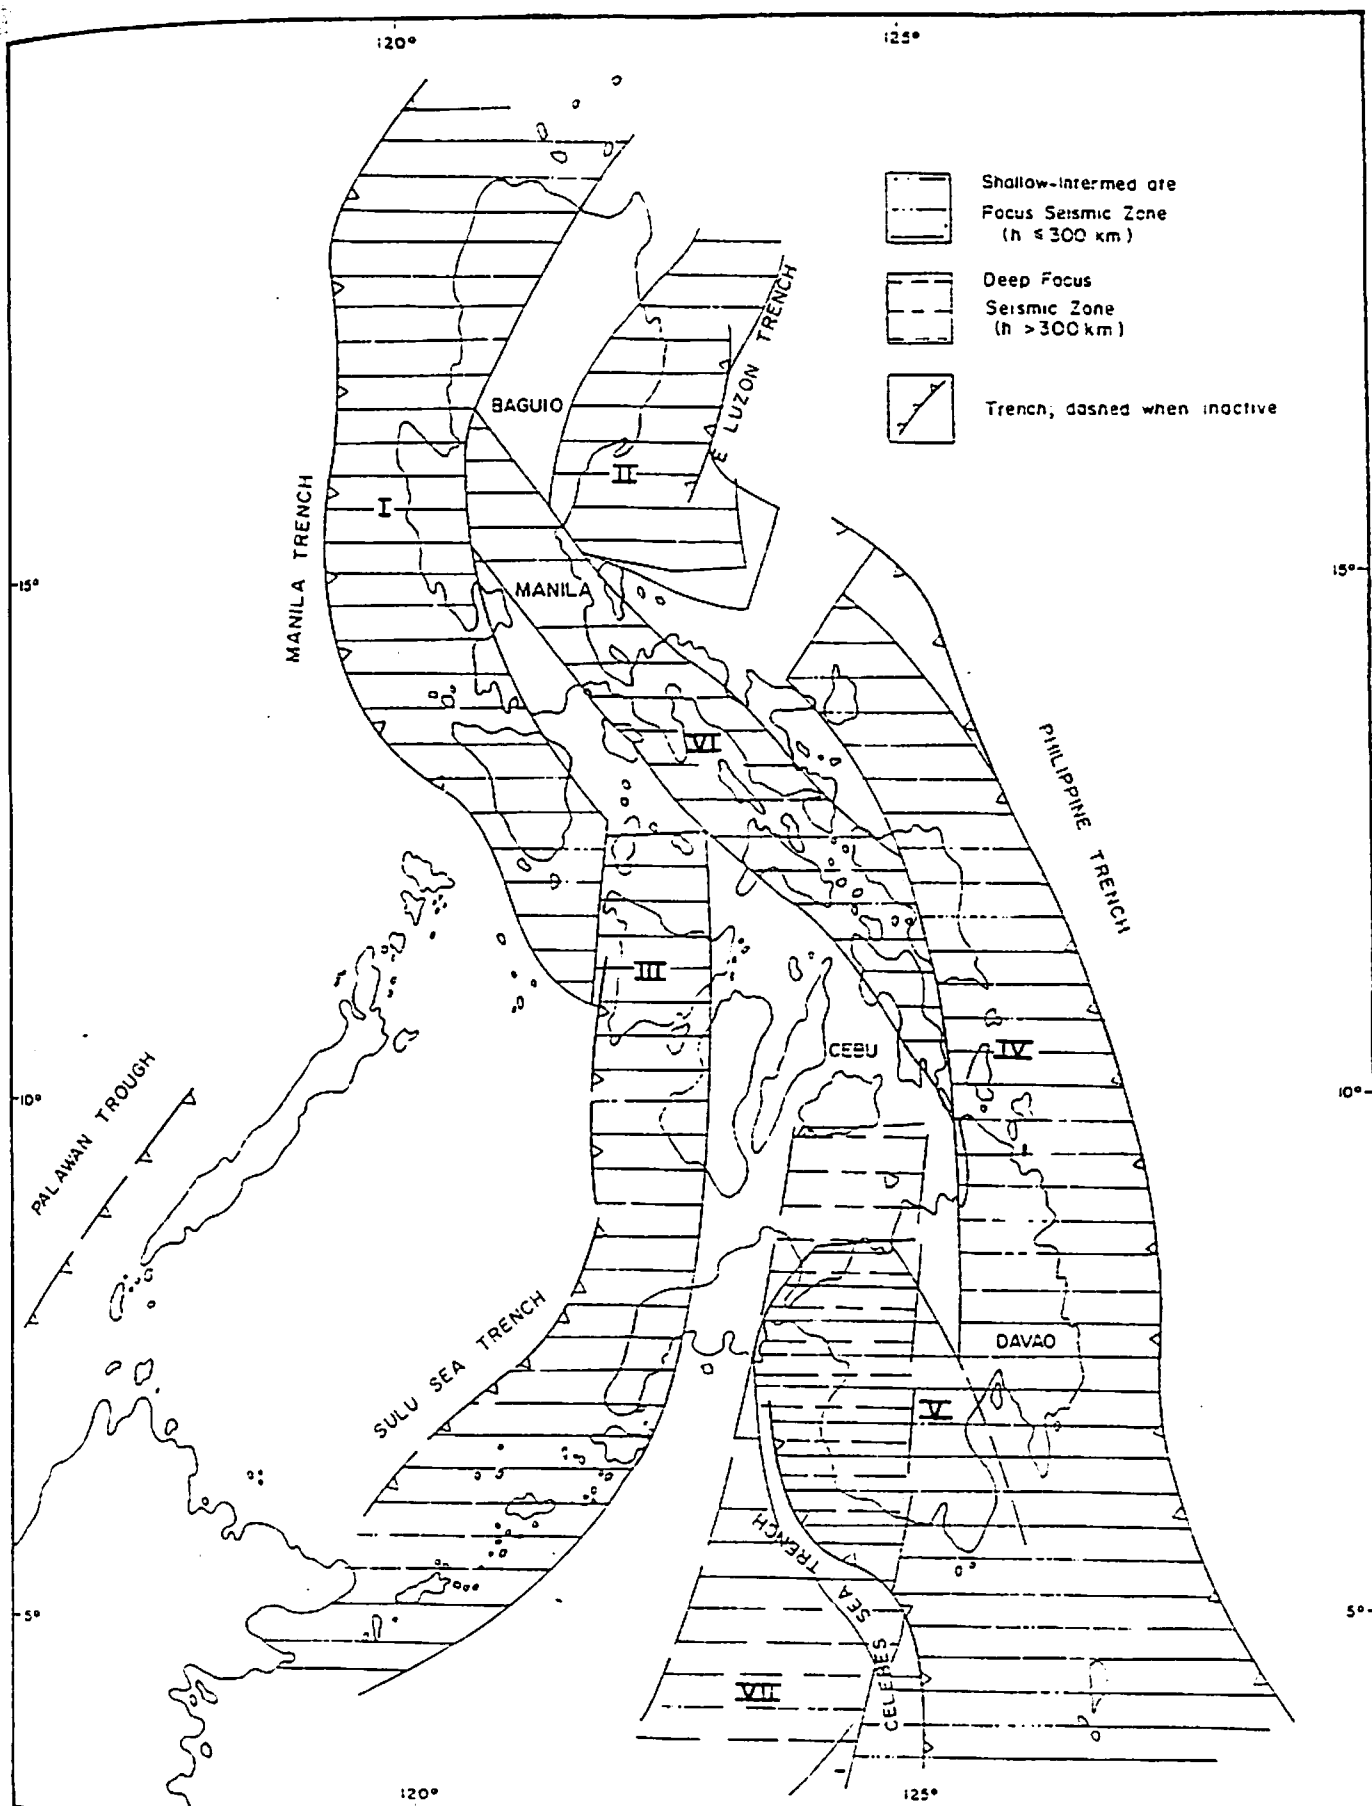 120°
125°
Shallow-Intermed ate
Focus Seismic Zone
(h ≤ 300 km)
Deep Focus
Seismic Zone
(h > 300 km)
Trench, dashed when inactive
E LUZON TRENCH
BAGUIO
II
I
MANILA TRENCH
15°
15°
MANILA
VI
PHILIPPINE TRENCH
III
CEBU
IV
10°
10°
PALAWAN TROUGH
SULU SEA TRENCH
DAVAO
V
CELEBES SEA TRENCH
5°
5°
VII
120°
125°